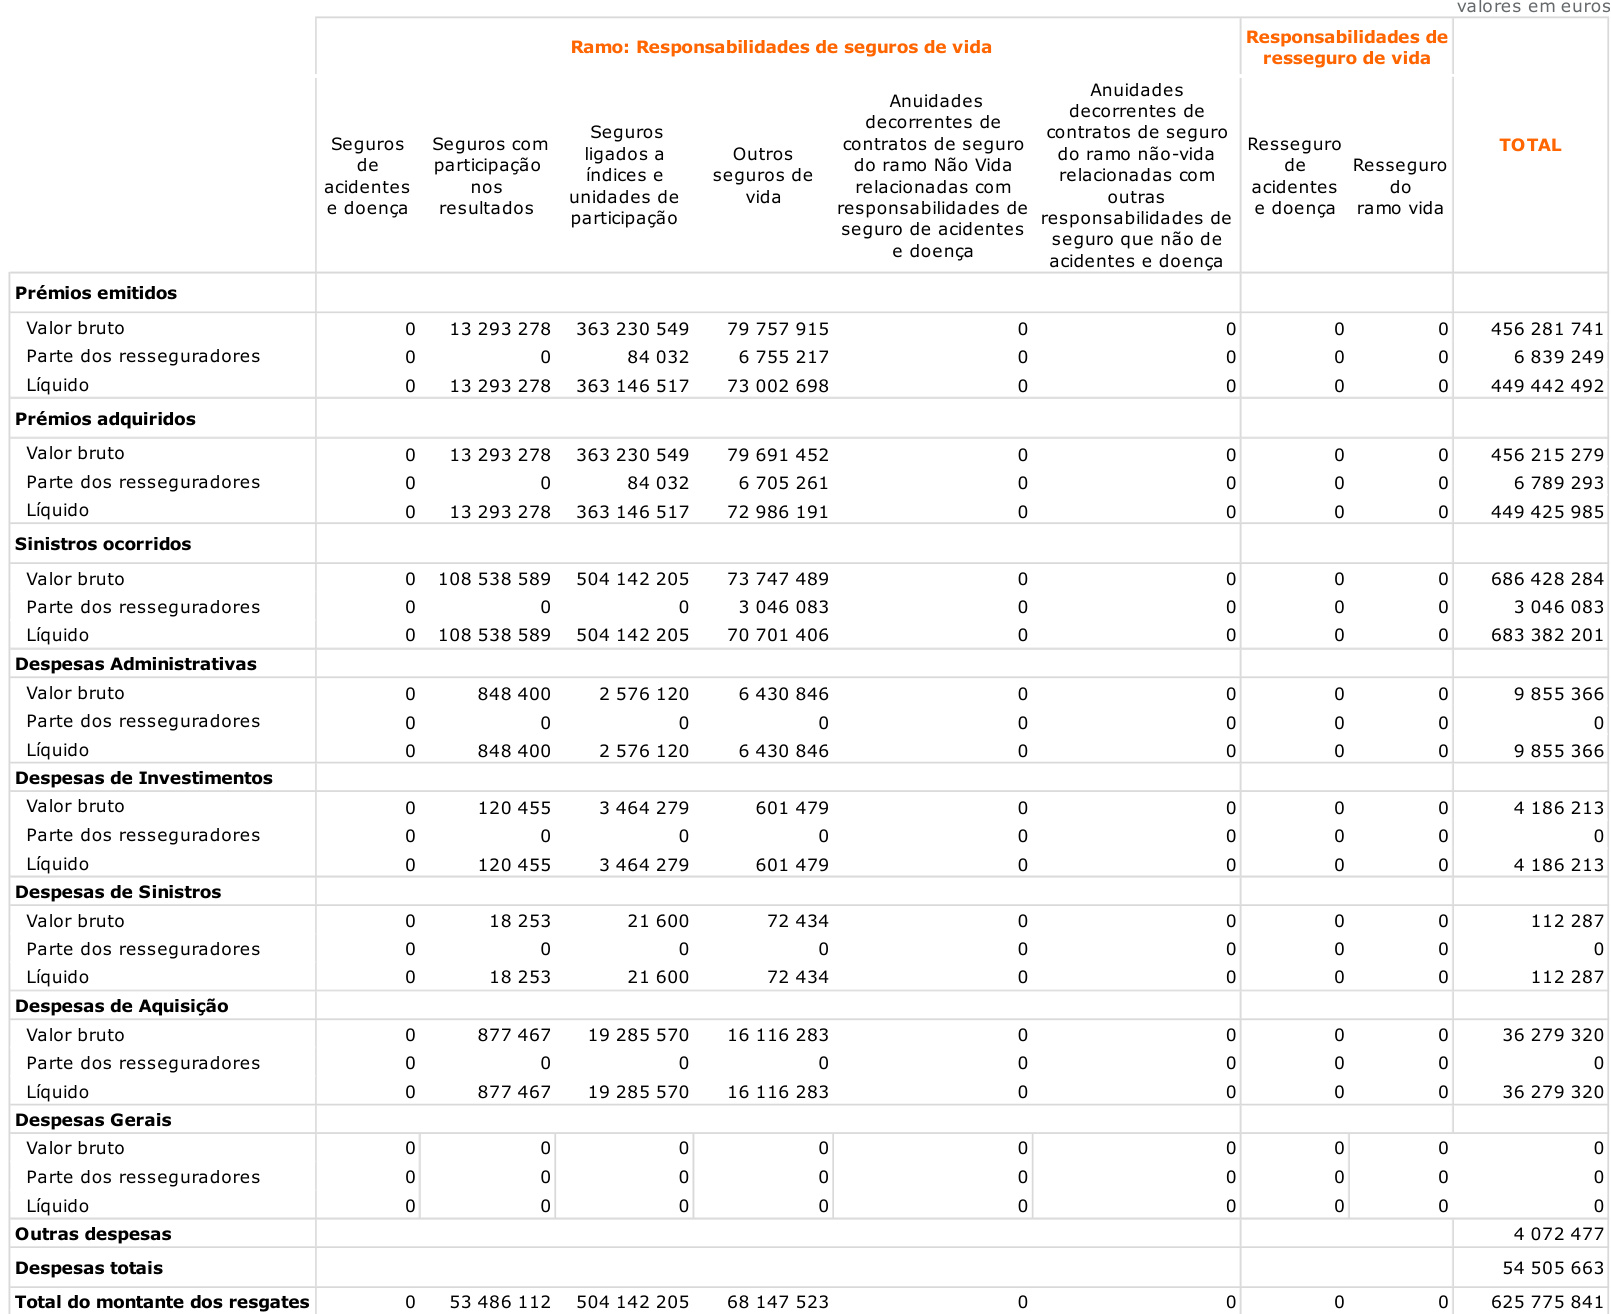 valores em euros
Ramo: Responsabilidades de seguros de vida
Responsabilidades de
resseguro de vida
Seguros
de
acidentes
e doença
Seguros com
participação
nos
resultados
Seguros
ligados a
índices e
unidades de
participação
Outros
seguros de
vida
Anuidades
decorrentes de
contratos de seguro
do ramo Não Vida
relacionadas com
responsabilidades de
seguro de acidentes
e doença
Anuidades
decorrentes de
contratos de seguro
do ramo não-vida
relacionadas com
outras
responsabilidades de
seguro que não de
acidentes e doença
Resseguro
de
acidentes
e doença
Resseguro
do
ramo vida
TOTAL
Prémios emitidos
Valor bruto 0 13 293 278 363 230 549 79 757 915 0 0 0 0 456 281 741
Parte dos resseguradores 0 0 84 032 6 755 217 0 0 0 0 6 839 249
Líquido 0 13 293 278 363 146 517 73 002 698 0 0 0 0 449 442 492
Prémios adquiridos
Valor bruto 0 13 293 278 363 230 549 79 691 452 0 0 0 0 456 215 279
Parte dos resseguradores 0 0 84 032 6 705 261 0 0 0 0 6 789 293
Líquido 0 13 293 278 363 146 517 72 986 191 0 0 0 0 449 425 985
Sinistros ocorridos
Valor bruto 0 108 538 589 504 142 205 73 747 489 0 0 0 0 686 428 284
Parte dos resseguradores 0 0 0 3 046 083 0 0 0 0 3 046 083
Líquido 0 108 538 589 504 142 205 70 701 406 0 0 0 0 683 382 201
Despesas Administrativas
Valor bruto 0 848 400 2 576 120 6 430 846 0 0 0 0 9 855 366
Parte dos resseguradores 0 0 0 0 0 0 0 0 0
Líquido 0 848 400 2 576 120 6 430 846 0 0 0 0 9 855 366
Despesas de Investimentos
Valor bruto 0 120 455 3 464 279 601 479 0 0 0 0 4 186 213
Parte dos resseguradores 0 0 0 0 0 0 0 0 0
Líquido 0 120 455 3 464 279 601 479 0 0 0 0 4 186 213
Despesas de Sinistros
Valor bruto 0 18 253 21 600 72 434 0 0 0 0 112 287
Parte dos resseguradores 0 0 0 0 0 0 0 0 0
Líquido 0 18 253 21 600 72 434 0 0 0 0 112 287
Despesas de Aquisição
Valor bruto 0 877 467 19 285 570 16 116 283 0 0 0 0 36 279 320
Parte dos resseguradores 0 0 0 0 0 0 0 0 0
Líquido 0 877 467 19 285 570 16 116 283 0 0 0 0 36 279 320
Despesas Gerais
Valor bruto 0 0 0 0 0 0 0 0 0
Parte dos resseguradores 0 0 0 0 0 0 0 0 0
Líquido 0 0 0 0 0 0 0 0 0
Outras despesas 4 072 477
Despesas totais 54 505 663
Total do montante dos resgates 0 53 486 112 504 142 205 68 147 523 0 0 0 0 625 775 841